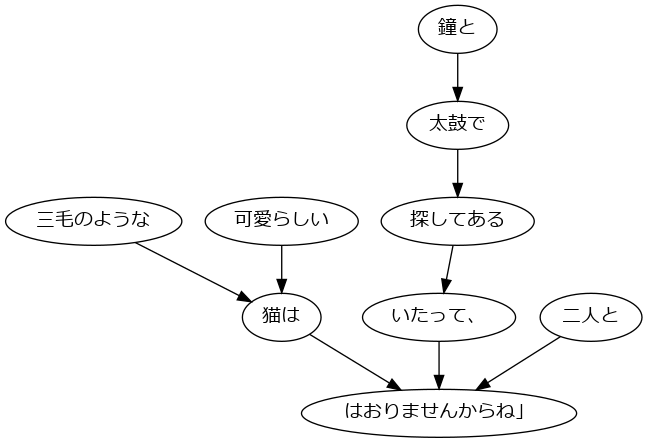 鐘と
太鼓で
三毛のような
可愛らしい
探してある
猫は
いたって、
二人と
はおりませんからね」